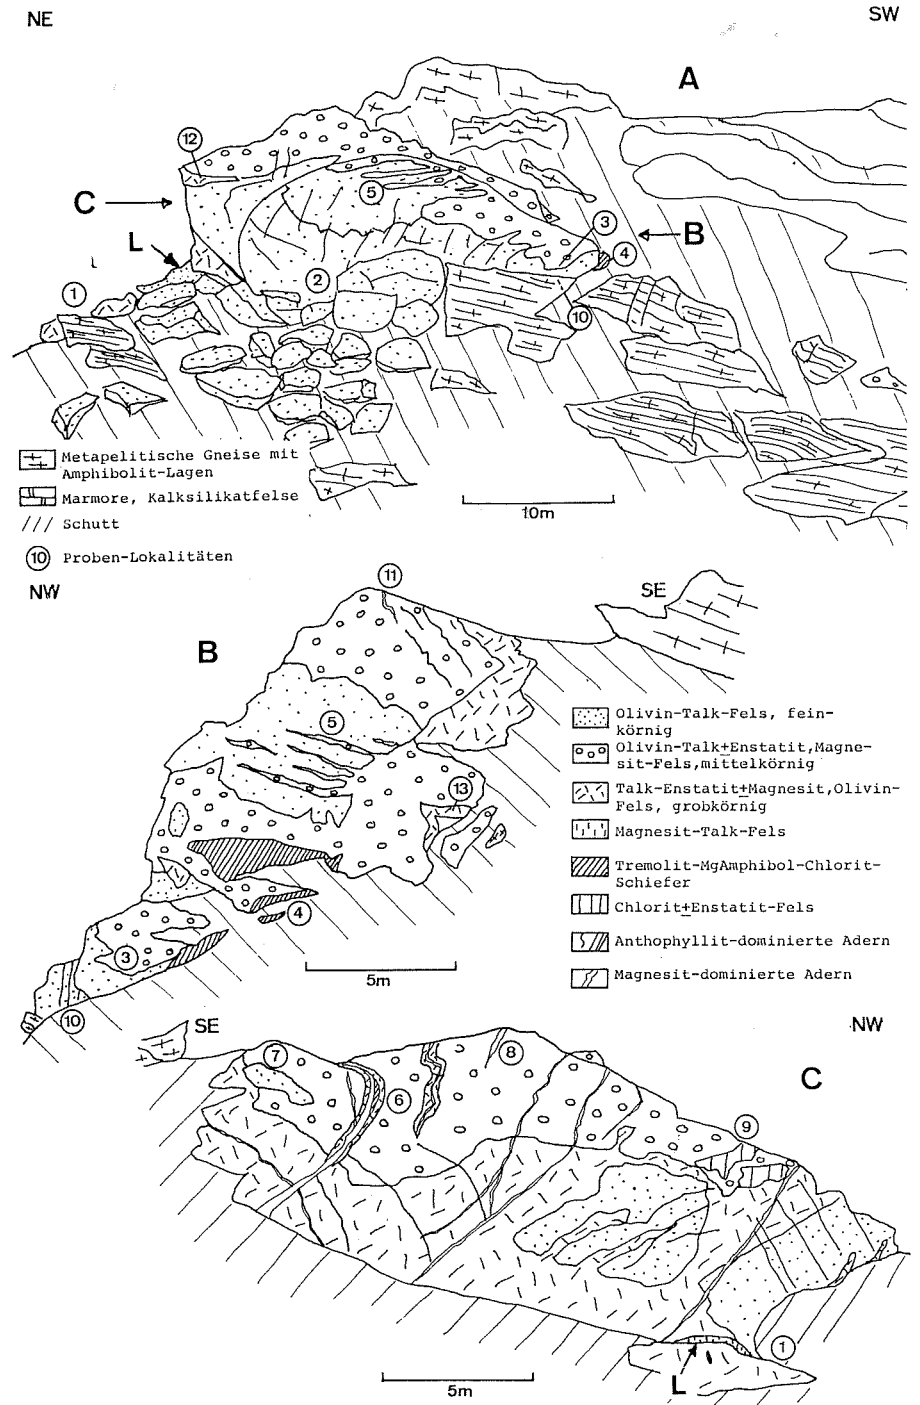 NE
SW
A
12
5
C
3
B
L
4
2
1
10
Metapelitische Gneise mit
Amphibolit-Lagen
Marmore, Kalksilikatfelse
Schutt
10m
10 Proben-Lokalitäten
11
NW
SE
B
5
Olivin-Talk-Fels, fein-
körnig
Olivin-Talk±Enstatit,Magne-
sit-Fels,mittelkörnig
13
Talk-Enstatit±Magnesit,Olivin-
Fels, grobkörnig
Magnesit-Talk-Fels
Tremolit-MgAmphibol-Chlorit-
Schiefer
4
Chlorit±Enstatit-Fels
Anthophyllit-dominierte Adern
3
5m
Magnesit-dominierte Adern
10
SE
NW
7
8
C
6
9
1
L
5m